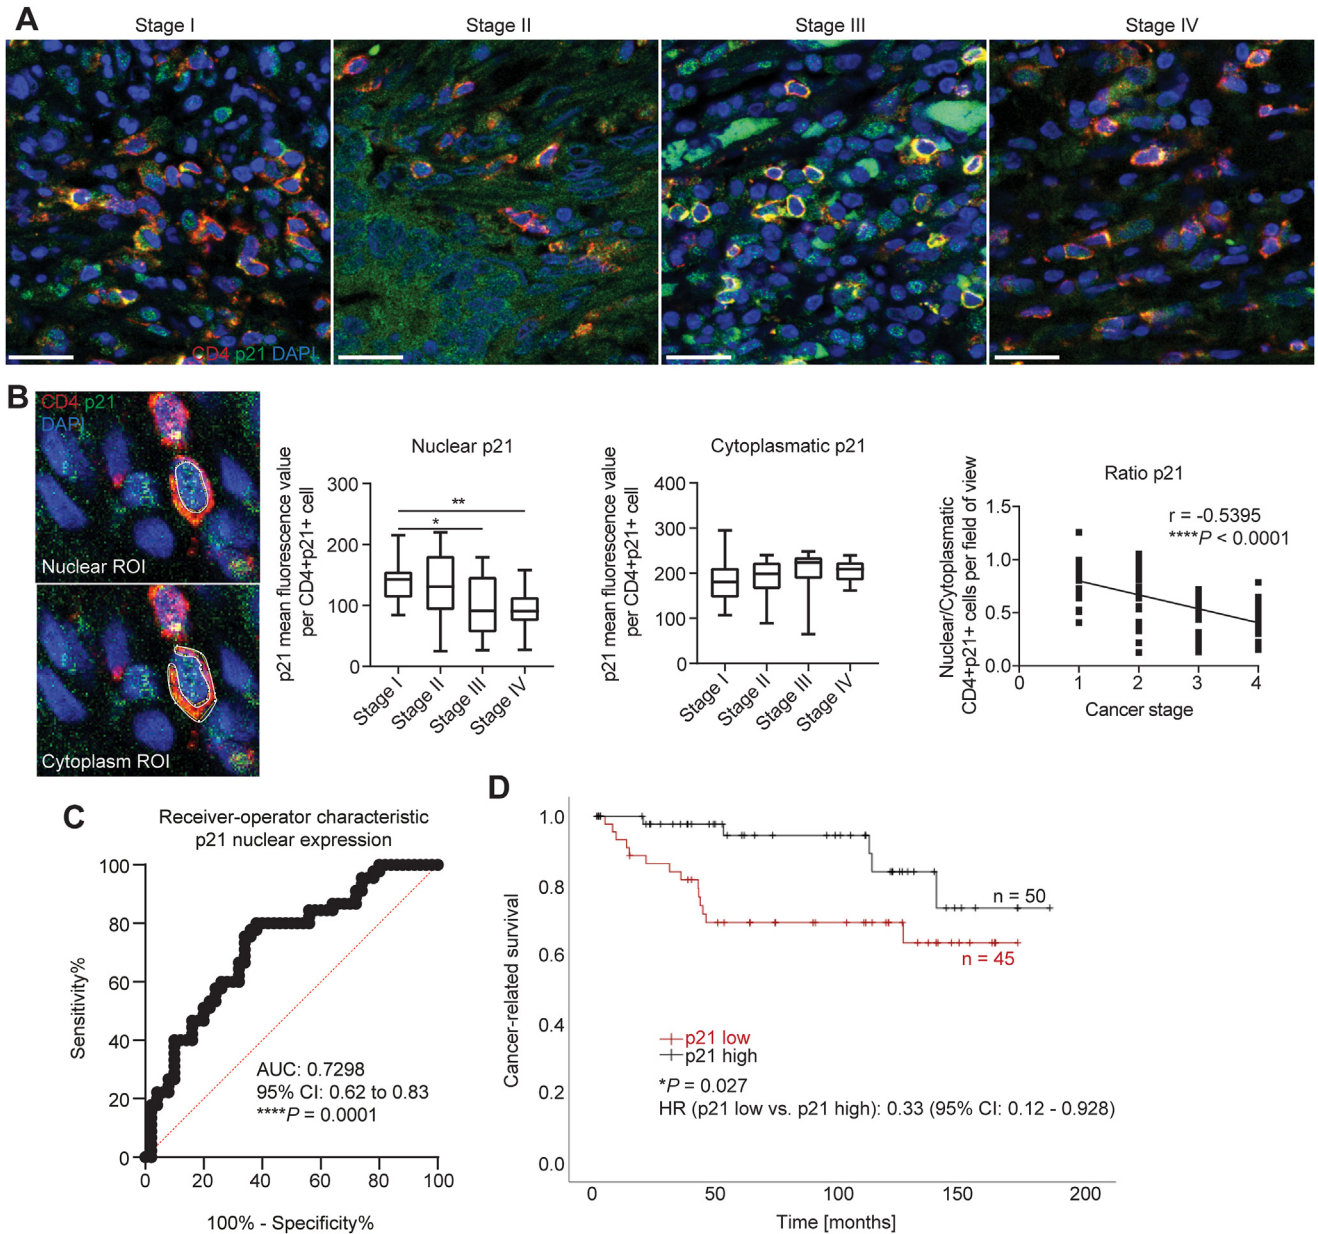 A
Stage I
Stage II
Stage III
Stage IV
CD4 p21 DAPI
B
CD4 p21
DAPI
Nuclear ROI
Cytoplasm ROI
Nuclear p21
p21 mean fluorescence value
per CD4+p21+ cell
300
200
100
0
*
**
Stage I
Stage II
Stage III
Stage IV
Cytoplasmatic p21
p21 mean fluorescence value
per CD4+p21+ cell
400
300
200
100
0
Stage I
Stage II
Stage III
Stage IV
Ratio p21
Nuclear/Cytoplasmatic
CD4+p21+ cells per field of view
1.5
1.0
0.5
0.0
r = -0.5395
****P < 0.0001
0
1
2
3
4
Cancer stage
C
Receiver-operator characteristic
p21 nuclear expression
Sensitivity%
100
80
60
40
20
0
AUC: 0.7298
95% CI: 0.62 to 0.83
****P = 0.0001
0
20
40
60
80
100
100% - Specificity%
D
Cancer-related survival
1.0
0.8
0.6
0.4
0.2
0.0
n = 50
n = 45
p21 low
p21 high
*P = 0.027
HR (p21 low vs. p21 high): 0.33 (95% CI: 0.12 - 0.928)
0
50
100
150
200
Time [months]